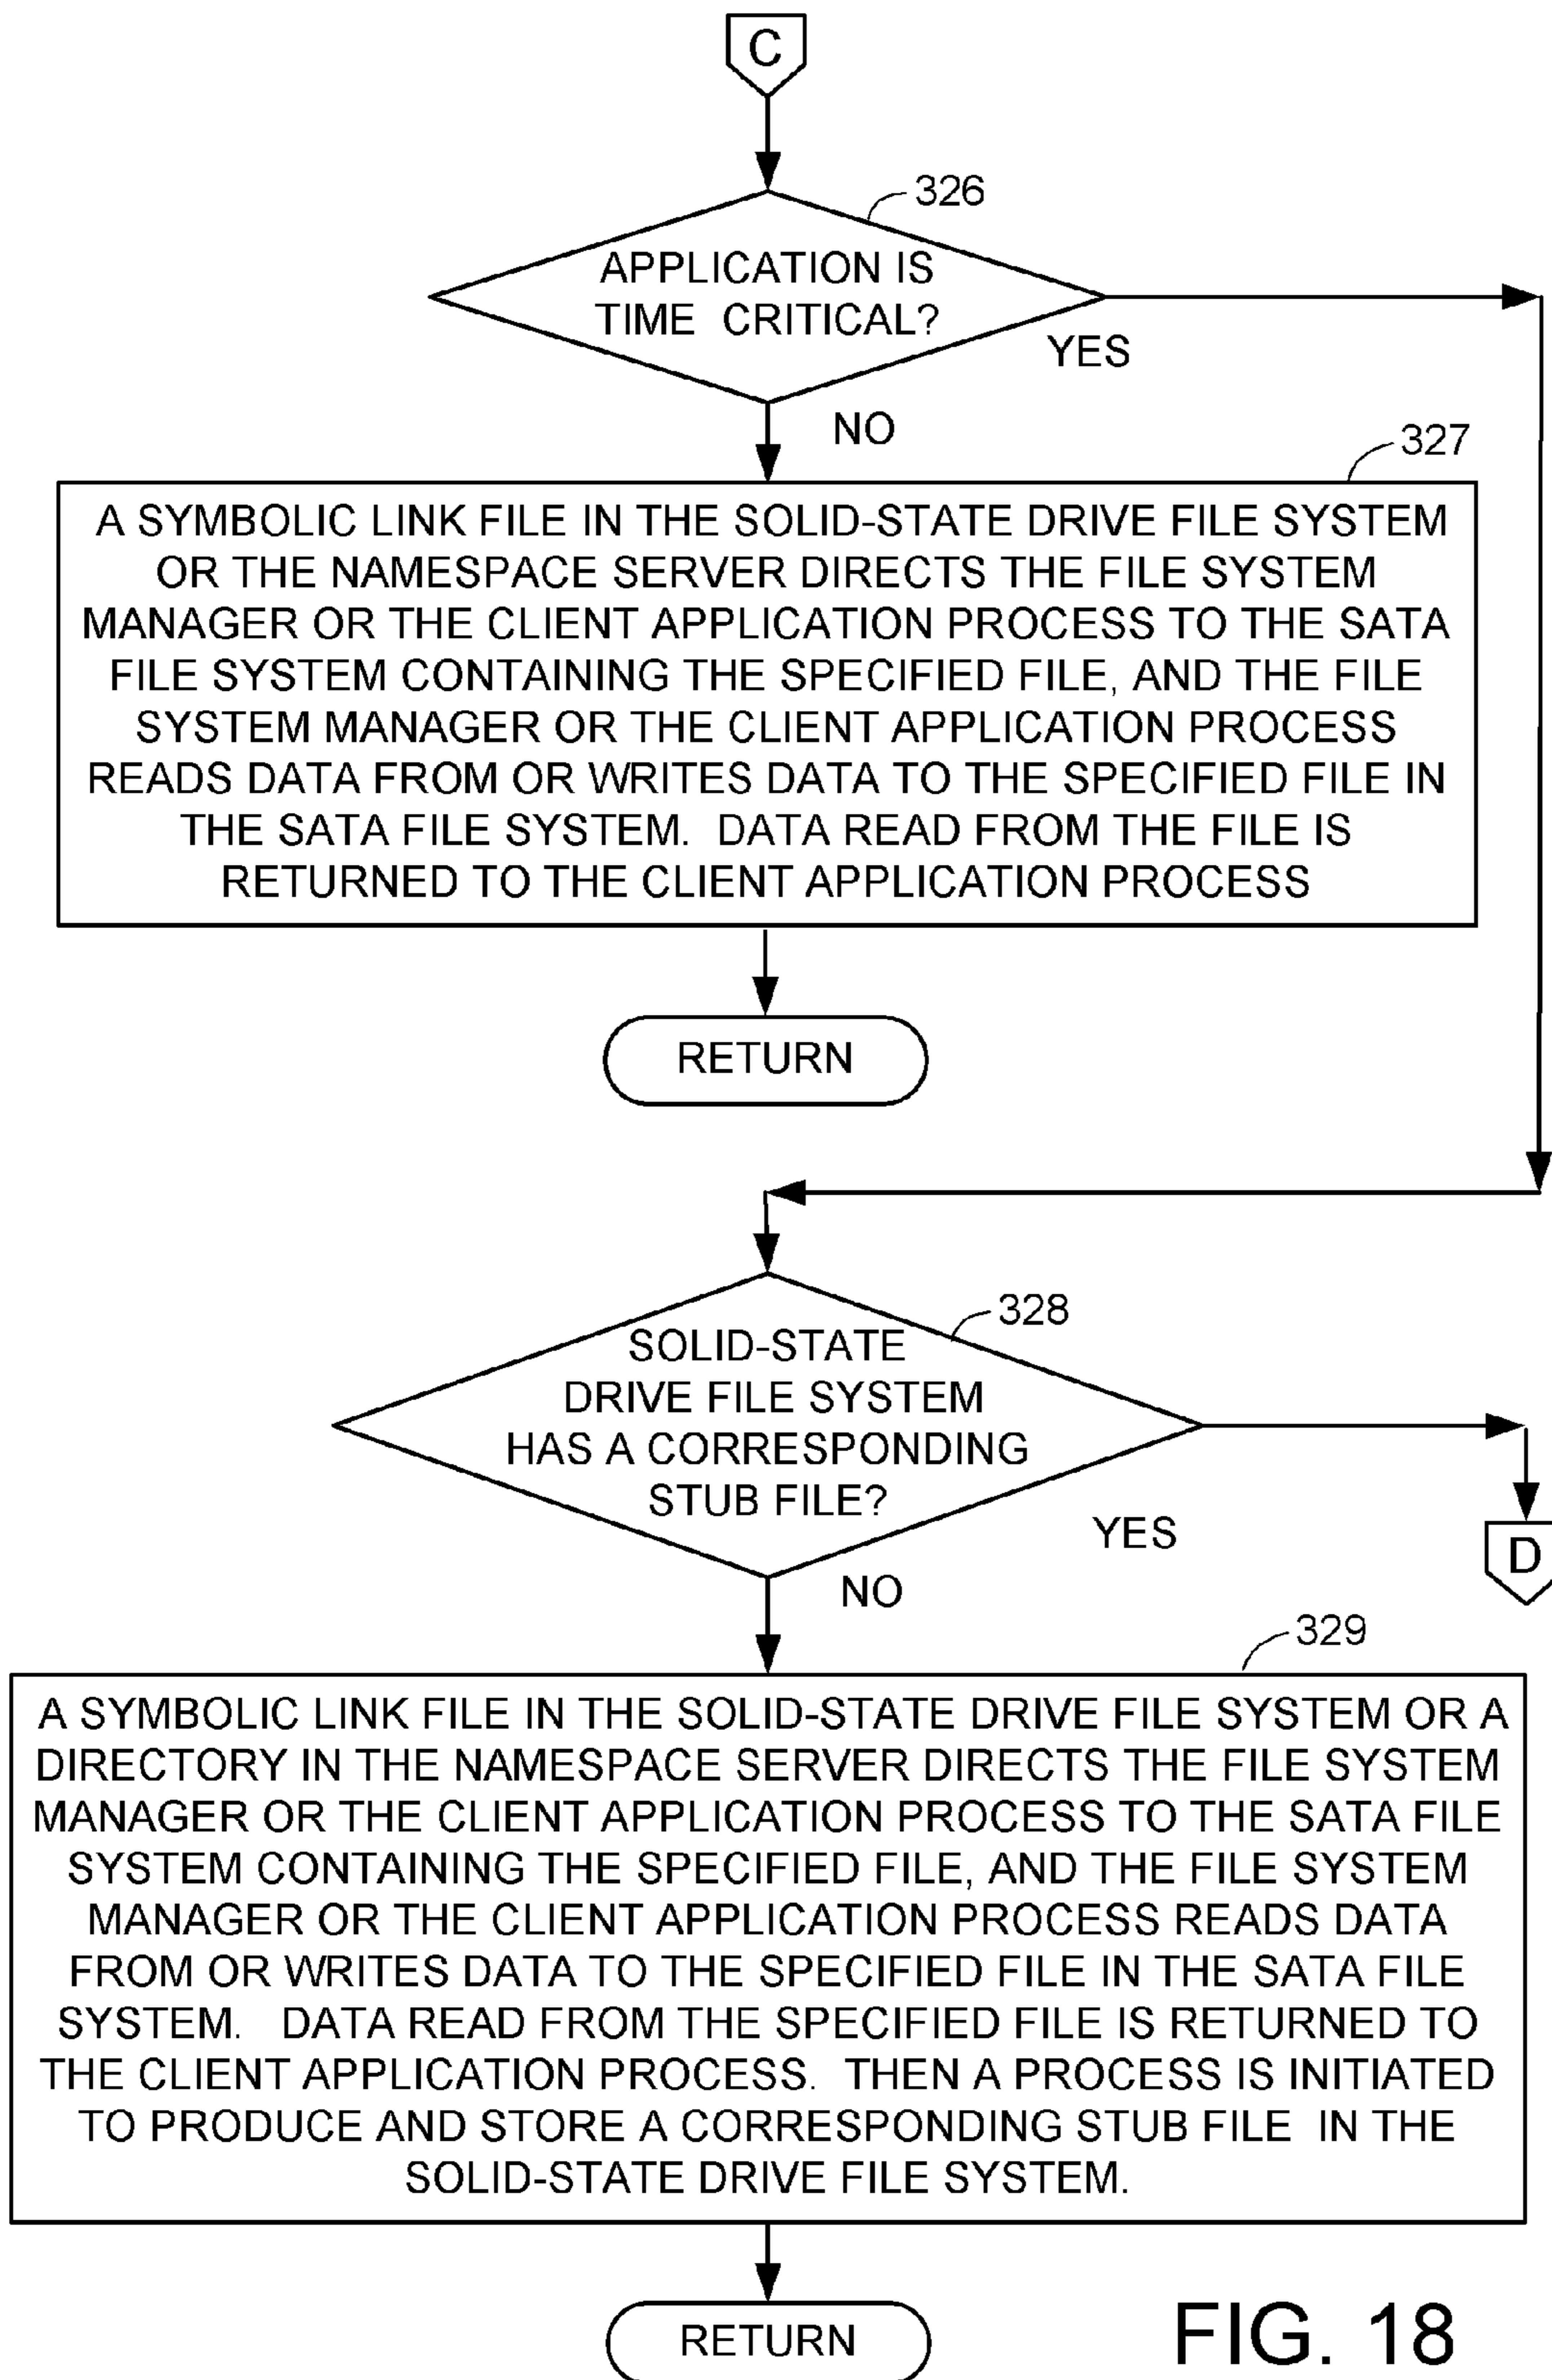 C
326
APPLICATION IS
TIME CRITICAL?
YES
NO
327
A SYMBOLIC LINK FILE IN THE SOLID-STATE DRIVE FILE SYSTEM
OR THE NAMESPACE SERVER DIRECTS THE FILE SYSTEM
MANAGER OR THE CLIENT APPLICATION PROCESS TO THE SATA
FILE SYSTEM CONTAINING THE SPECIFIED FILE, AND THE FILE
SYSTEM MANAGER OR THE CLIENT APPLICATION PROCESS
READS DATA FROM OR WRITES DATA TO THE SPECIFIED FILE IN
THE SATA FILE SYSTEM. DATA READ FROM THE FILE IS
RETURNED TO THE CLIENT APPLICATION PROCESS
RETURN
328
SOLID-STATE
DRIVE FILE SYSTEM
HAS A CORRESPONDING
STUB FILE?
YES
D
NO
329
A SYMBOLIC LINK FILE IN THE SOLID-STATE DRIVE FILE SYSTEM OR A
DIRECTORY IN THE NAMESPACE SERVER DIRECTS THE FILE SYSTEM
MANAGER OR THE CLIENT APPLICATION PROCESS TO THE SATA FILE
SYSTEM CONTAINING THE SPECIFIED FILE, AND THE FILE SYSTEM
MANAGER OR THE CLIENT APPLICATION PROCESS READS DATA
FROM OR WRITES DATA TO THE SPECIFIED FILE IN THE SATA FILE
SYSTEM. DATA READ FROM THE SPECIFIED FILE IS RETURNED TO
THE CLIENT APPLICATION PROCESS. THEN A PROCESS IS INITIATED
TO PRODUCE AND STORE A CORRESPONDING STUB FILE IN THE
SOLID-STATE DRIVE FILE SYSTEM.
RETURN
FIG. 18